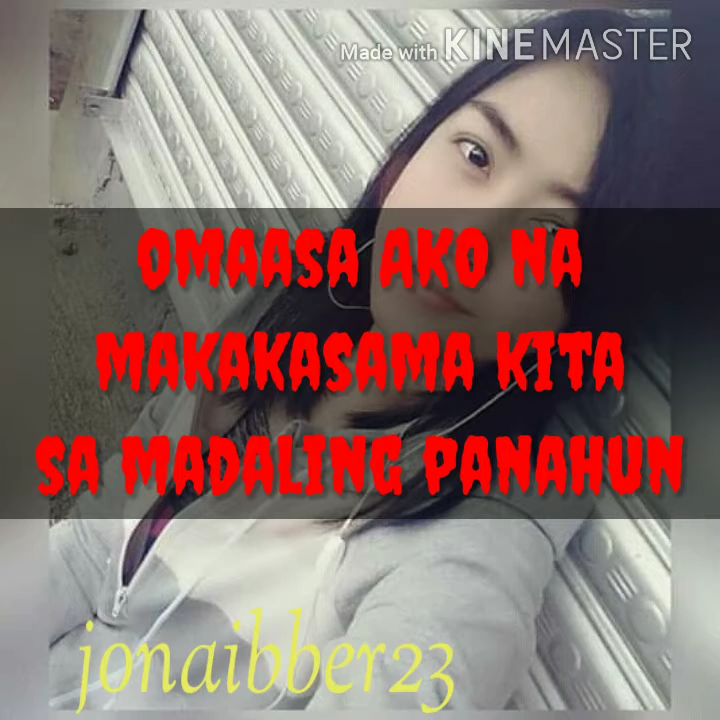 Made with KINEMASTER
OMAASA AKO NA
MAKAKASAMA KITA
SA MADALING PANAHUN
jonaibber23